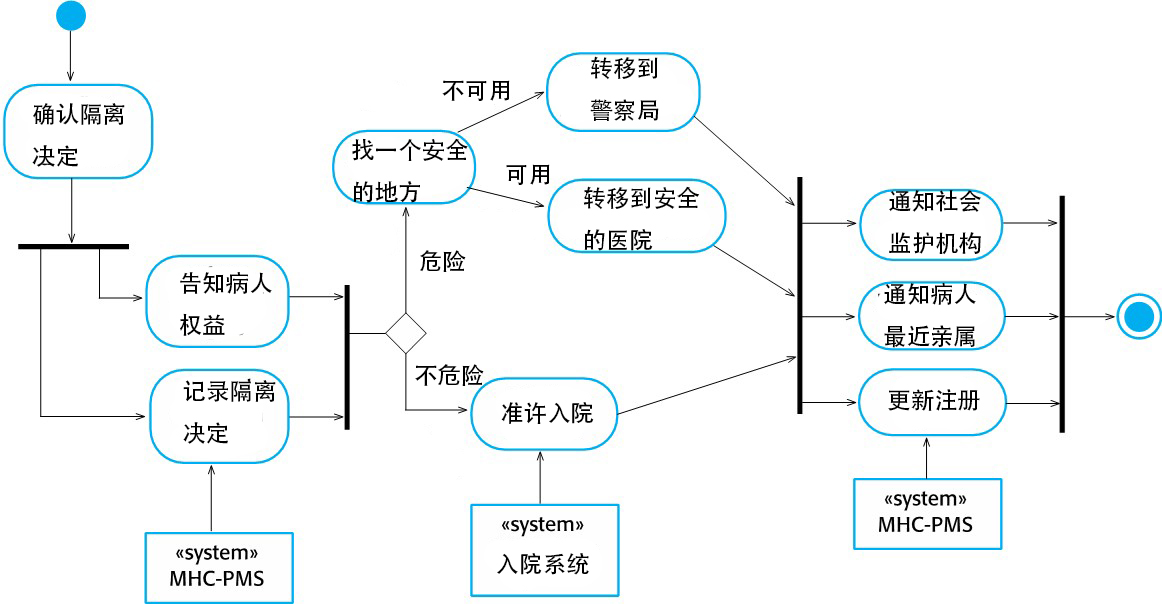 确认隔离
决定
告知病人
权益
记录隔离
决定
«system»
MHC-PMS
找一个安全
的地方
危险
不危险
不可用
可用
转移到
警察局
转移到安全
的医院
准许入院
«system»
入院系统
通知社会
监护机构
通知病人
最近亲属
更新注册
«system»
MHC-PMS